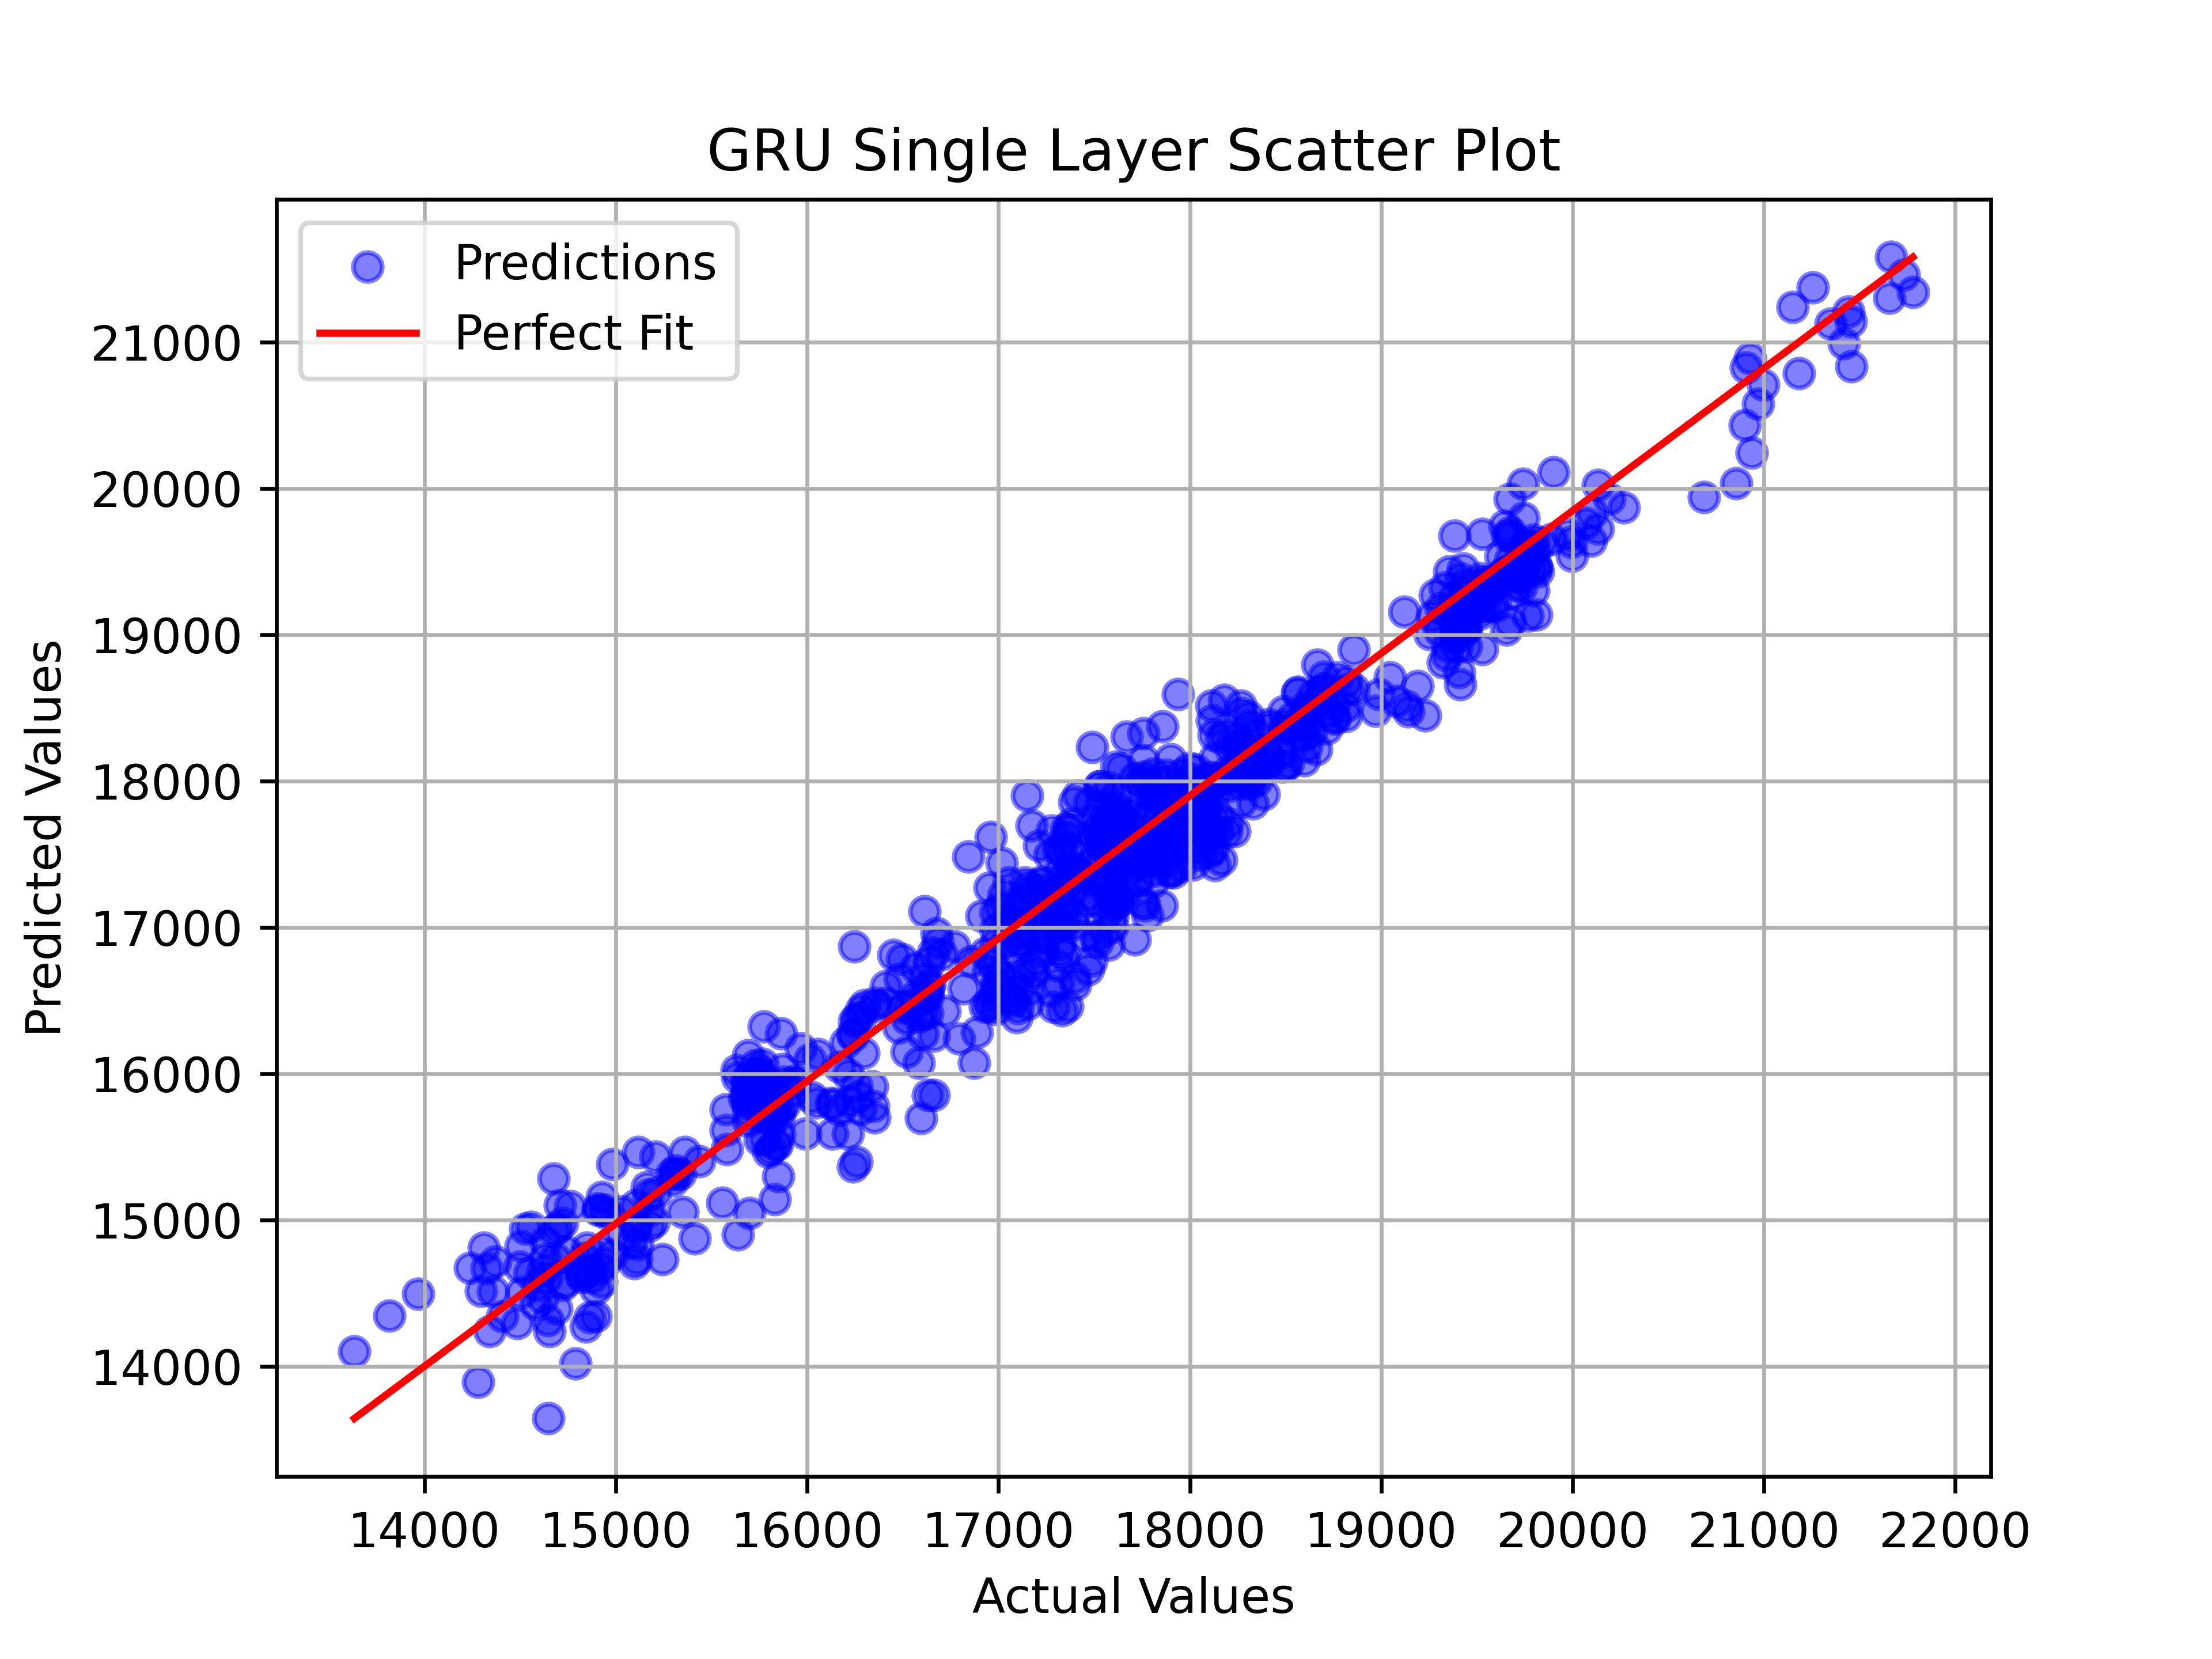 GRU Single Layer Scatter Plot
Predictions
Perfect Fit
21000
20000
19000
18000
17000
16000
15000
14000
Predicted Values
14000 15000 16000 17000 18000 19000 20000 21000 22000
Actual Values